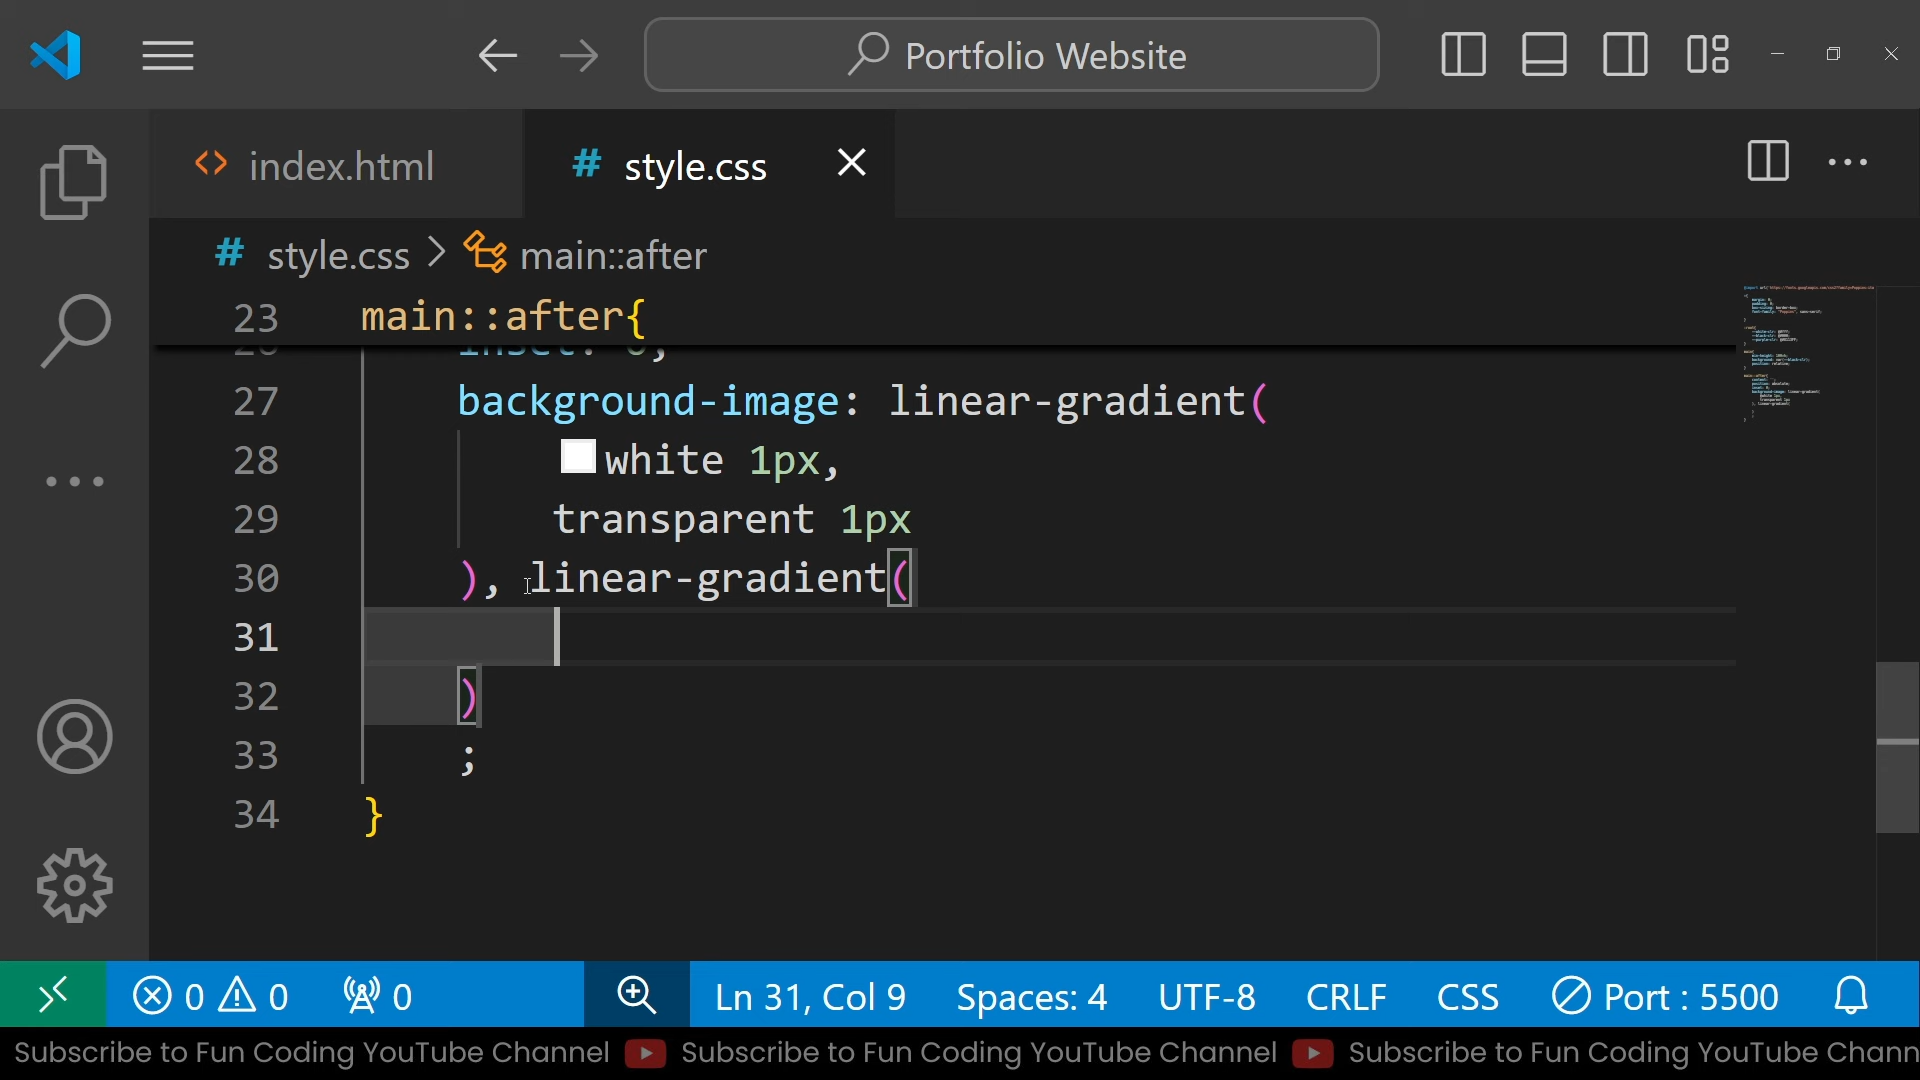 Portfolio Website
index.html
# style.css
# style.css > main::after
23 main::after{
27 background-image: linear-gradient(
28 white 1px,
29 transparent 1px
30 ), linear-gradient(
31
32 )
33 ;
34 }
0 0 0 Ln 31, Col 9 Spaces: 4 UTF-8 CRLF CSS Port : 5500
Subscribe to Fun Coding YouTube Channel Subscribe to Fun Coding YouTube Channel Subscribe to Fun Coding YouTube Chann